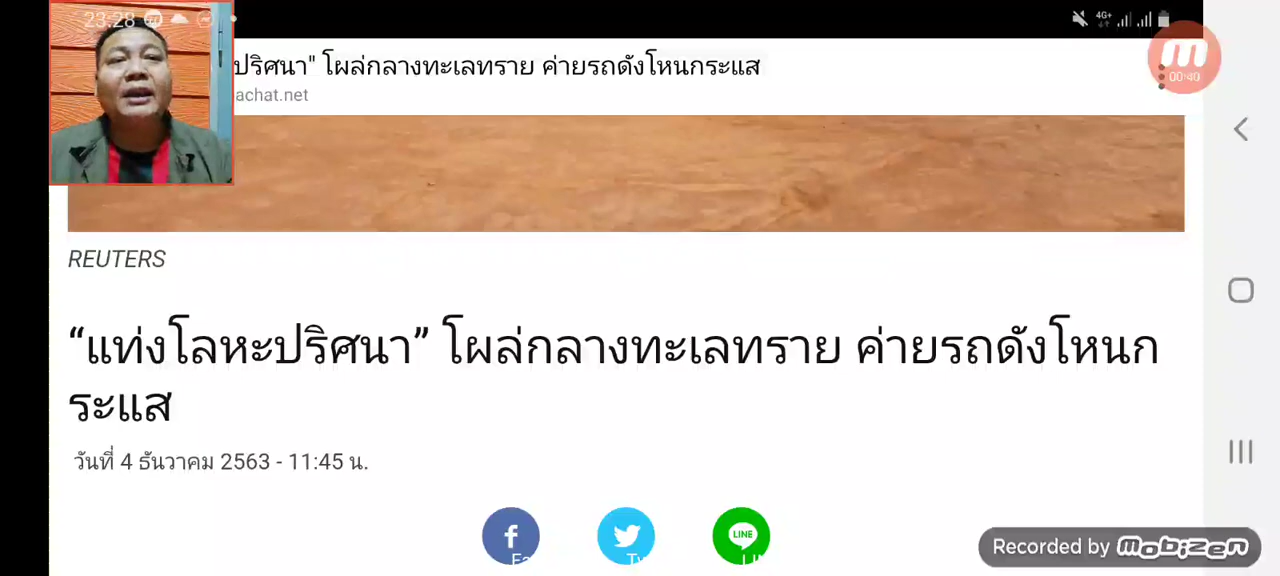 23:28
4G+
ปริศนา" โผล่กลางทะเลทราย ค่ายรถดังโหนกระแส
achat.net
00:40
REUTERS
“แท่งโลหะปริศนา” โผล่กลางทะเลทราย ค่ายรถดังโหนก
ระแส
วันที่ 4 ธันวาคม 2563 - 11:45 น.
LINE
Recorded by Mobizen